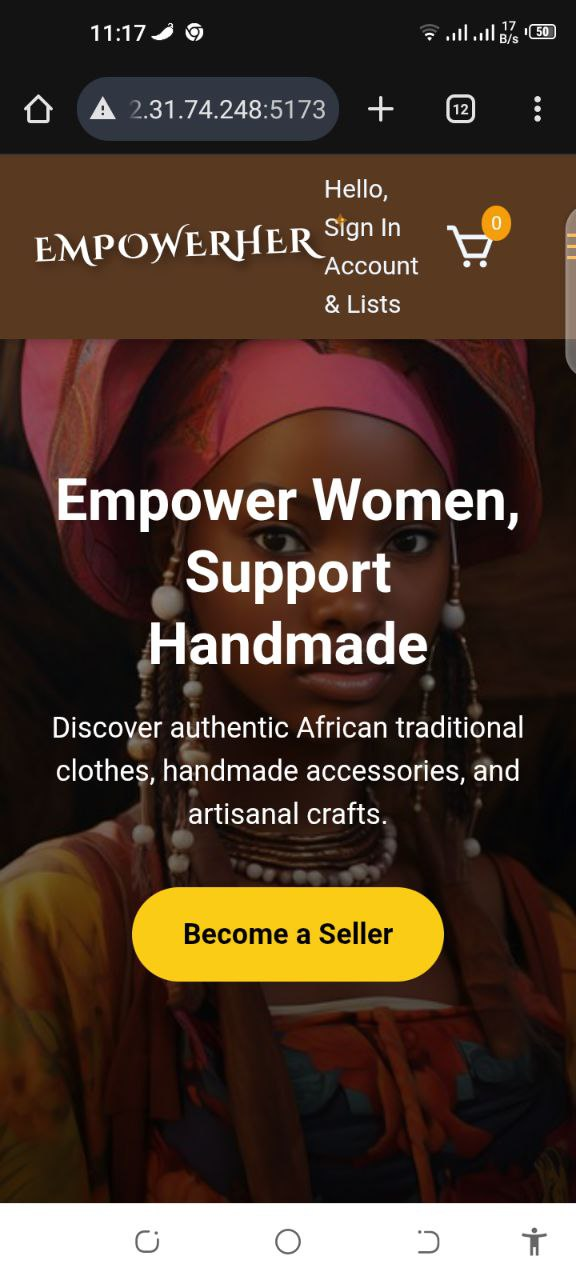 11:17
17
B/s
50
2.31.74.248:5173
12
EMPOWERHER
Hello,
Sign In
Account
& Lists
0
Empower Women,
Support
Handmade
Discover authentic African traditional
clothes, handmade accessories, and
artisanal crafts.
Become a Seller